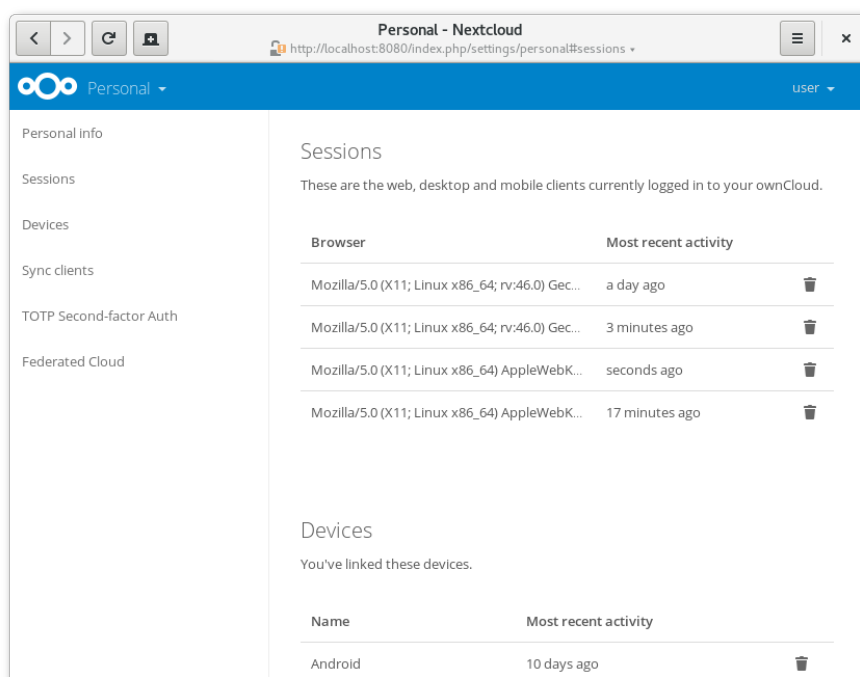 Personal - Nextcloud
http://localhost:8080/index.php/settings/personal#sessions
Personal
user
Personal info
Sessions
Devices
Sync clients
TOTP Second-factor Auth
Federated Cloud
Sessions
These are the web, desktop and mobile clients currently logged in to your ownCloud.
Browser Most recent activity
Mozilla/5.0 (X11; Linux x86_64; rv:46.0) Gec... a day ago
Mozilla/5.0 (X11; Linux x86_64; rv:46.0) Gec... 3 minutes ago
Mozilla/5.0 (X11; Linux x86_64) AppleWebK... seconds ago
Mozilla/5.0 (X11; Linux x86_64) AppleWebK... 17 minutes ago
Devices
You've linked these devices.
Name Most recent activity
Android 10 days ago